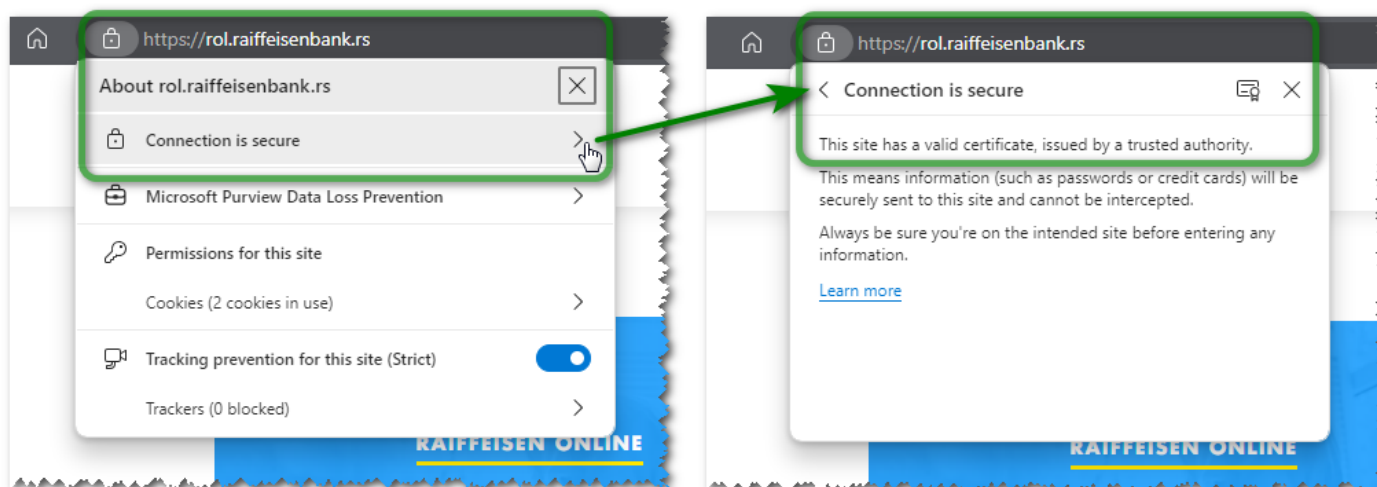 https://rol.raiffeisenbank.rs
About rol.raiffeisenbank.rs
Connection is secure
Microsoft Purview Data Loss Prevention
Permissions for this site
Cookies (2 cookies in use)
Tracking prevention for this site (Strict)
Trackers (0 blocked)
RAIFFEISEN ONLINE
https://rol.raiffeisenbank.rs
Connection is secure
This site has a valid certificate, issued by a trusted authority.
This means information (such as passwords or credit cards) will be
securely sent to this site and cannot be intercepted.
Always be sure you're on the intended site before entering any
information.
Learn more
RAIFFEISEN ONLINE